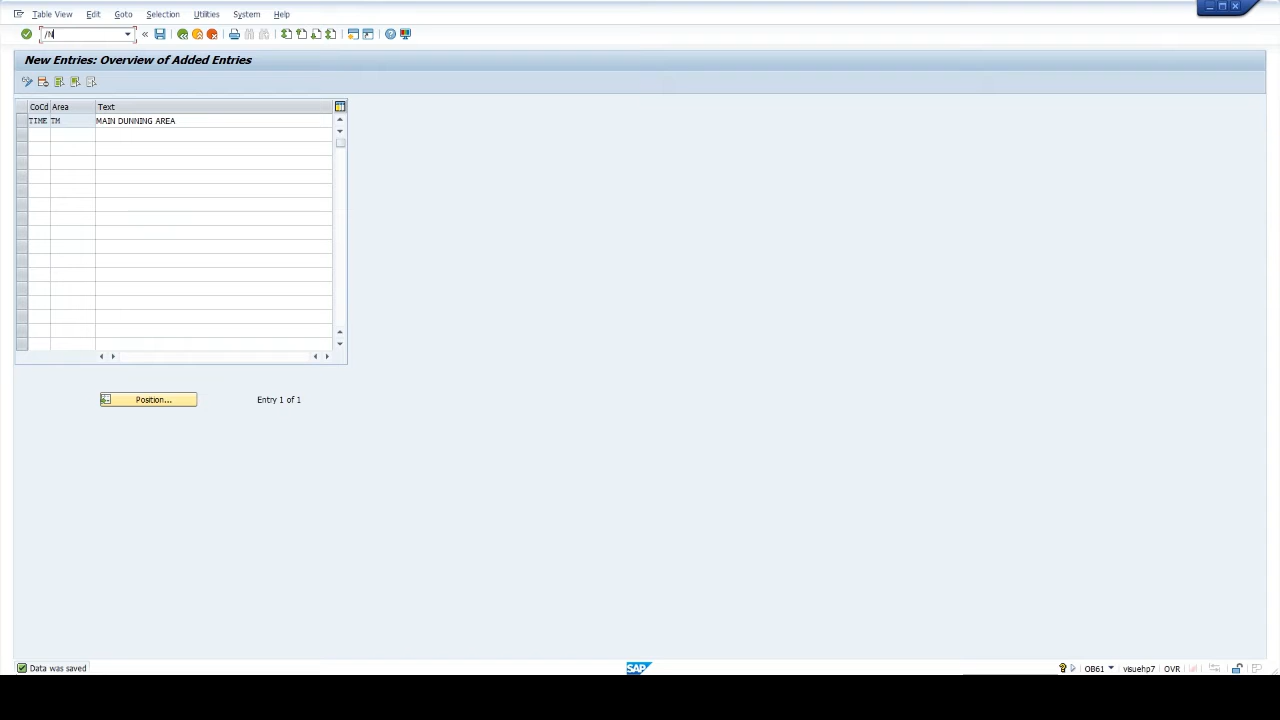 Table View Edit Goto Selection Utilities System Help
/N
New Entries: Overview of Added Entries
CoCd Area Text
TIME TM MAIN DUNNING AREA
Position... Entry 1 of 1
Data was saved
SAP
OB61 visuehp7 OVR